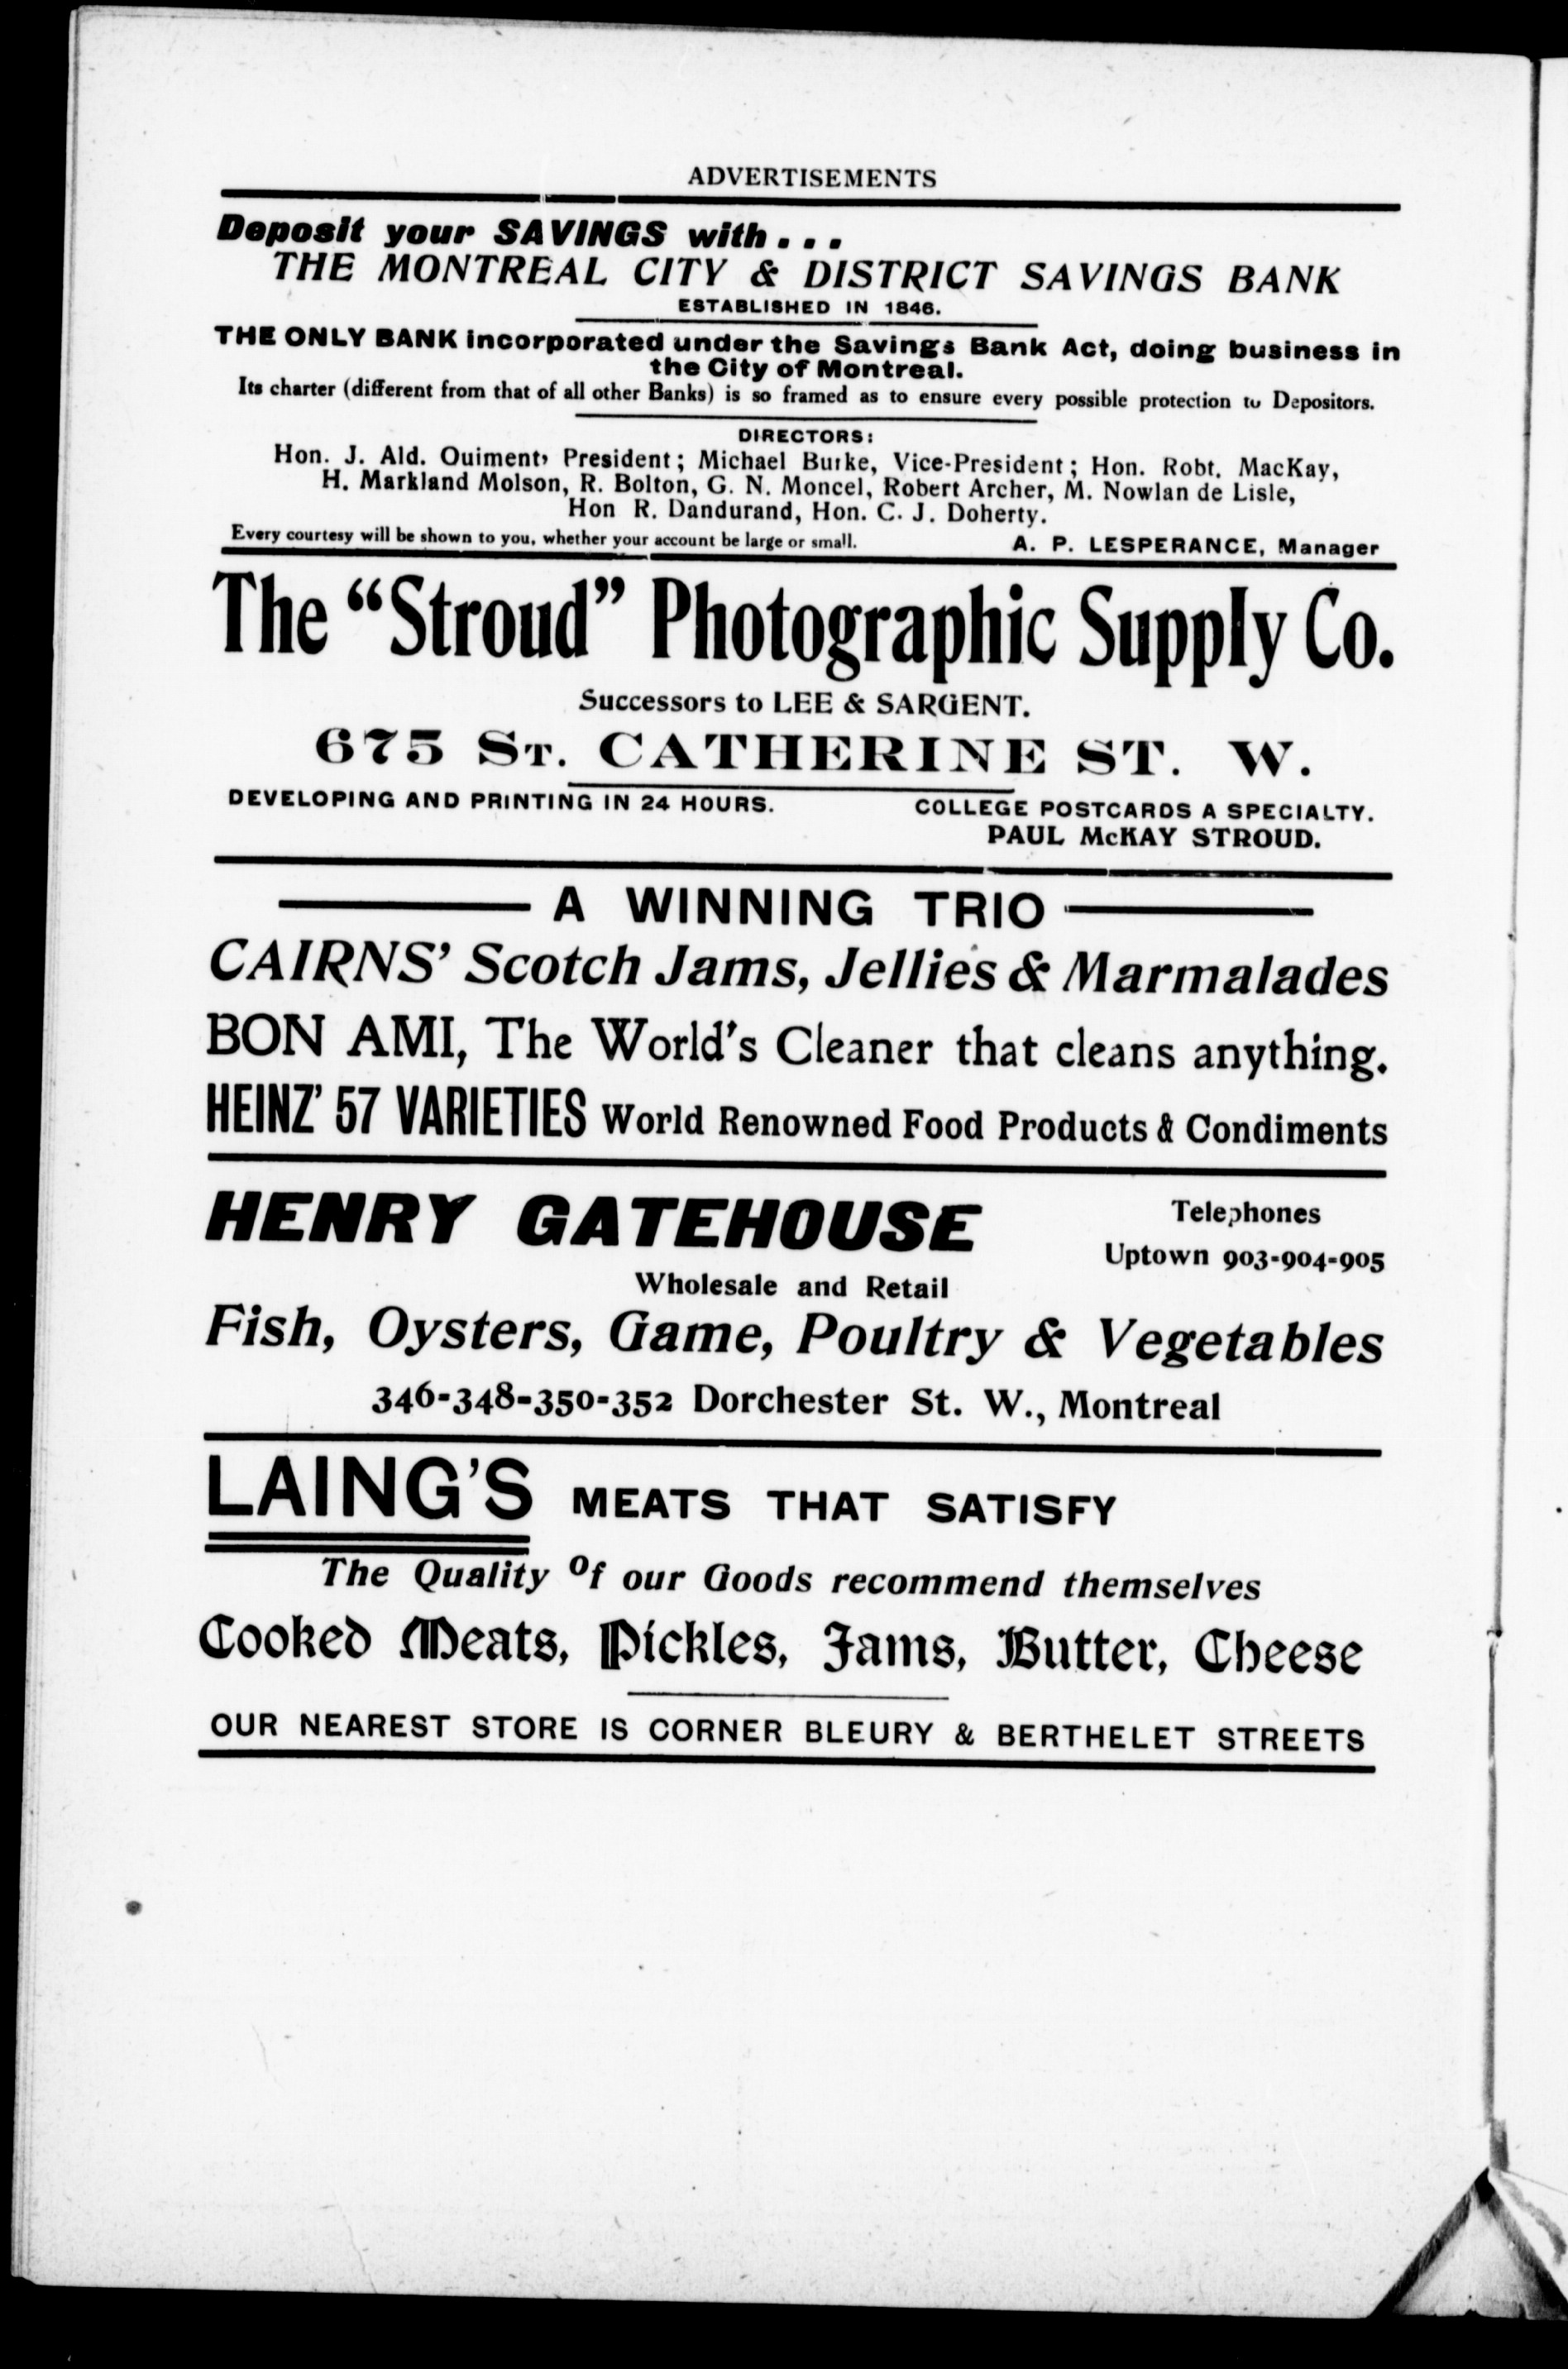 ADVERTISEMENTS
Deposit your SAVINGS with...
THE MONTREAL CITY & DISTRICT SAVINGS BANK
ESTABLISHED IN 1846.
THE ONLY BANK incorporated under the Savings Bank Act, doing business in
the City of Montreal.
Its charter (different from that of all other Banks) is so framed as to ensure every possible protection to Depositors.
DIRECTORS:
Hon. J. Ald. Ouiment, President; Michael Burke, Vice-President; Hon. Robt. MacKay,
H. Markland Molson, R. Bolton, G. N. Moncel, Robert Archer, M. Nowlan de Lisle,
Hon R. Dandurand, Hon. C. J. Doherty.
Every courtesy will be shown to you, whether your account be large or small. A. P. LESPERANCE, Manager
The "Stroud" Photographic Supply Co.
Successors to LEE & SARGENT.
675 ST. CATHERINE ST. W.
DEVELOPING AND PRINTING IN 24 HOURS. COLLEGE POSTCARDS A SPECIALTY.
PAUL McKAY STROUD.
A WINNING TRIO
CAIRNS' Scotch Jams, Jellies & Marmalades
BON AMI, The World's Cleaner that cleans anything.
HEINZ' 57 VARIETIES World Renowned Food Products & Condiments
HENRY GATEHOUSE Telephones
Uptown 903-904-905
Wholesale and Retail
Fish, Oysters, Game, Poultry & Vegetables
346-348-350-352 Dorchester St. W., Montreal
LAING'S MEATS THAT SATISFY
The Quality Of our Goods recommend themselves
Cooked Meats, Pickles, Jams, Butter, Cheese
OUR NEAREST STORE IS CORNER BLEURY & BERTHELET STREETS